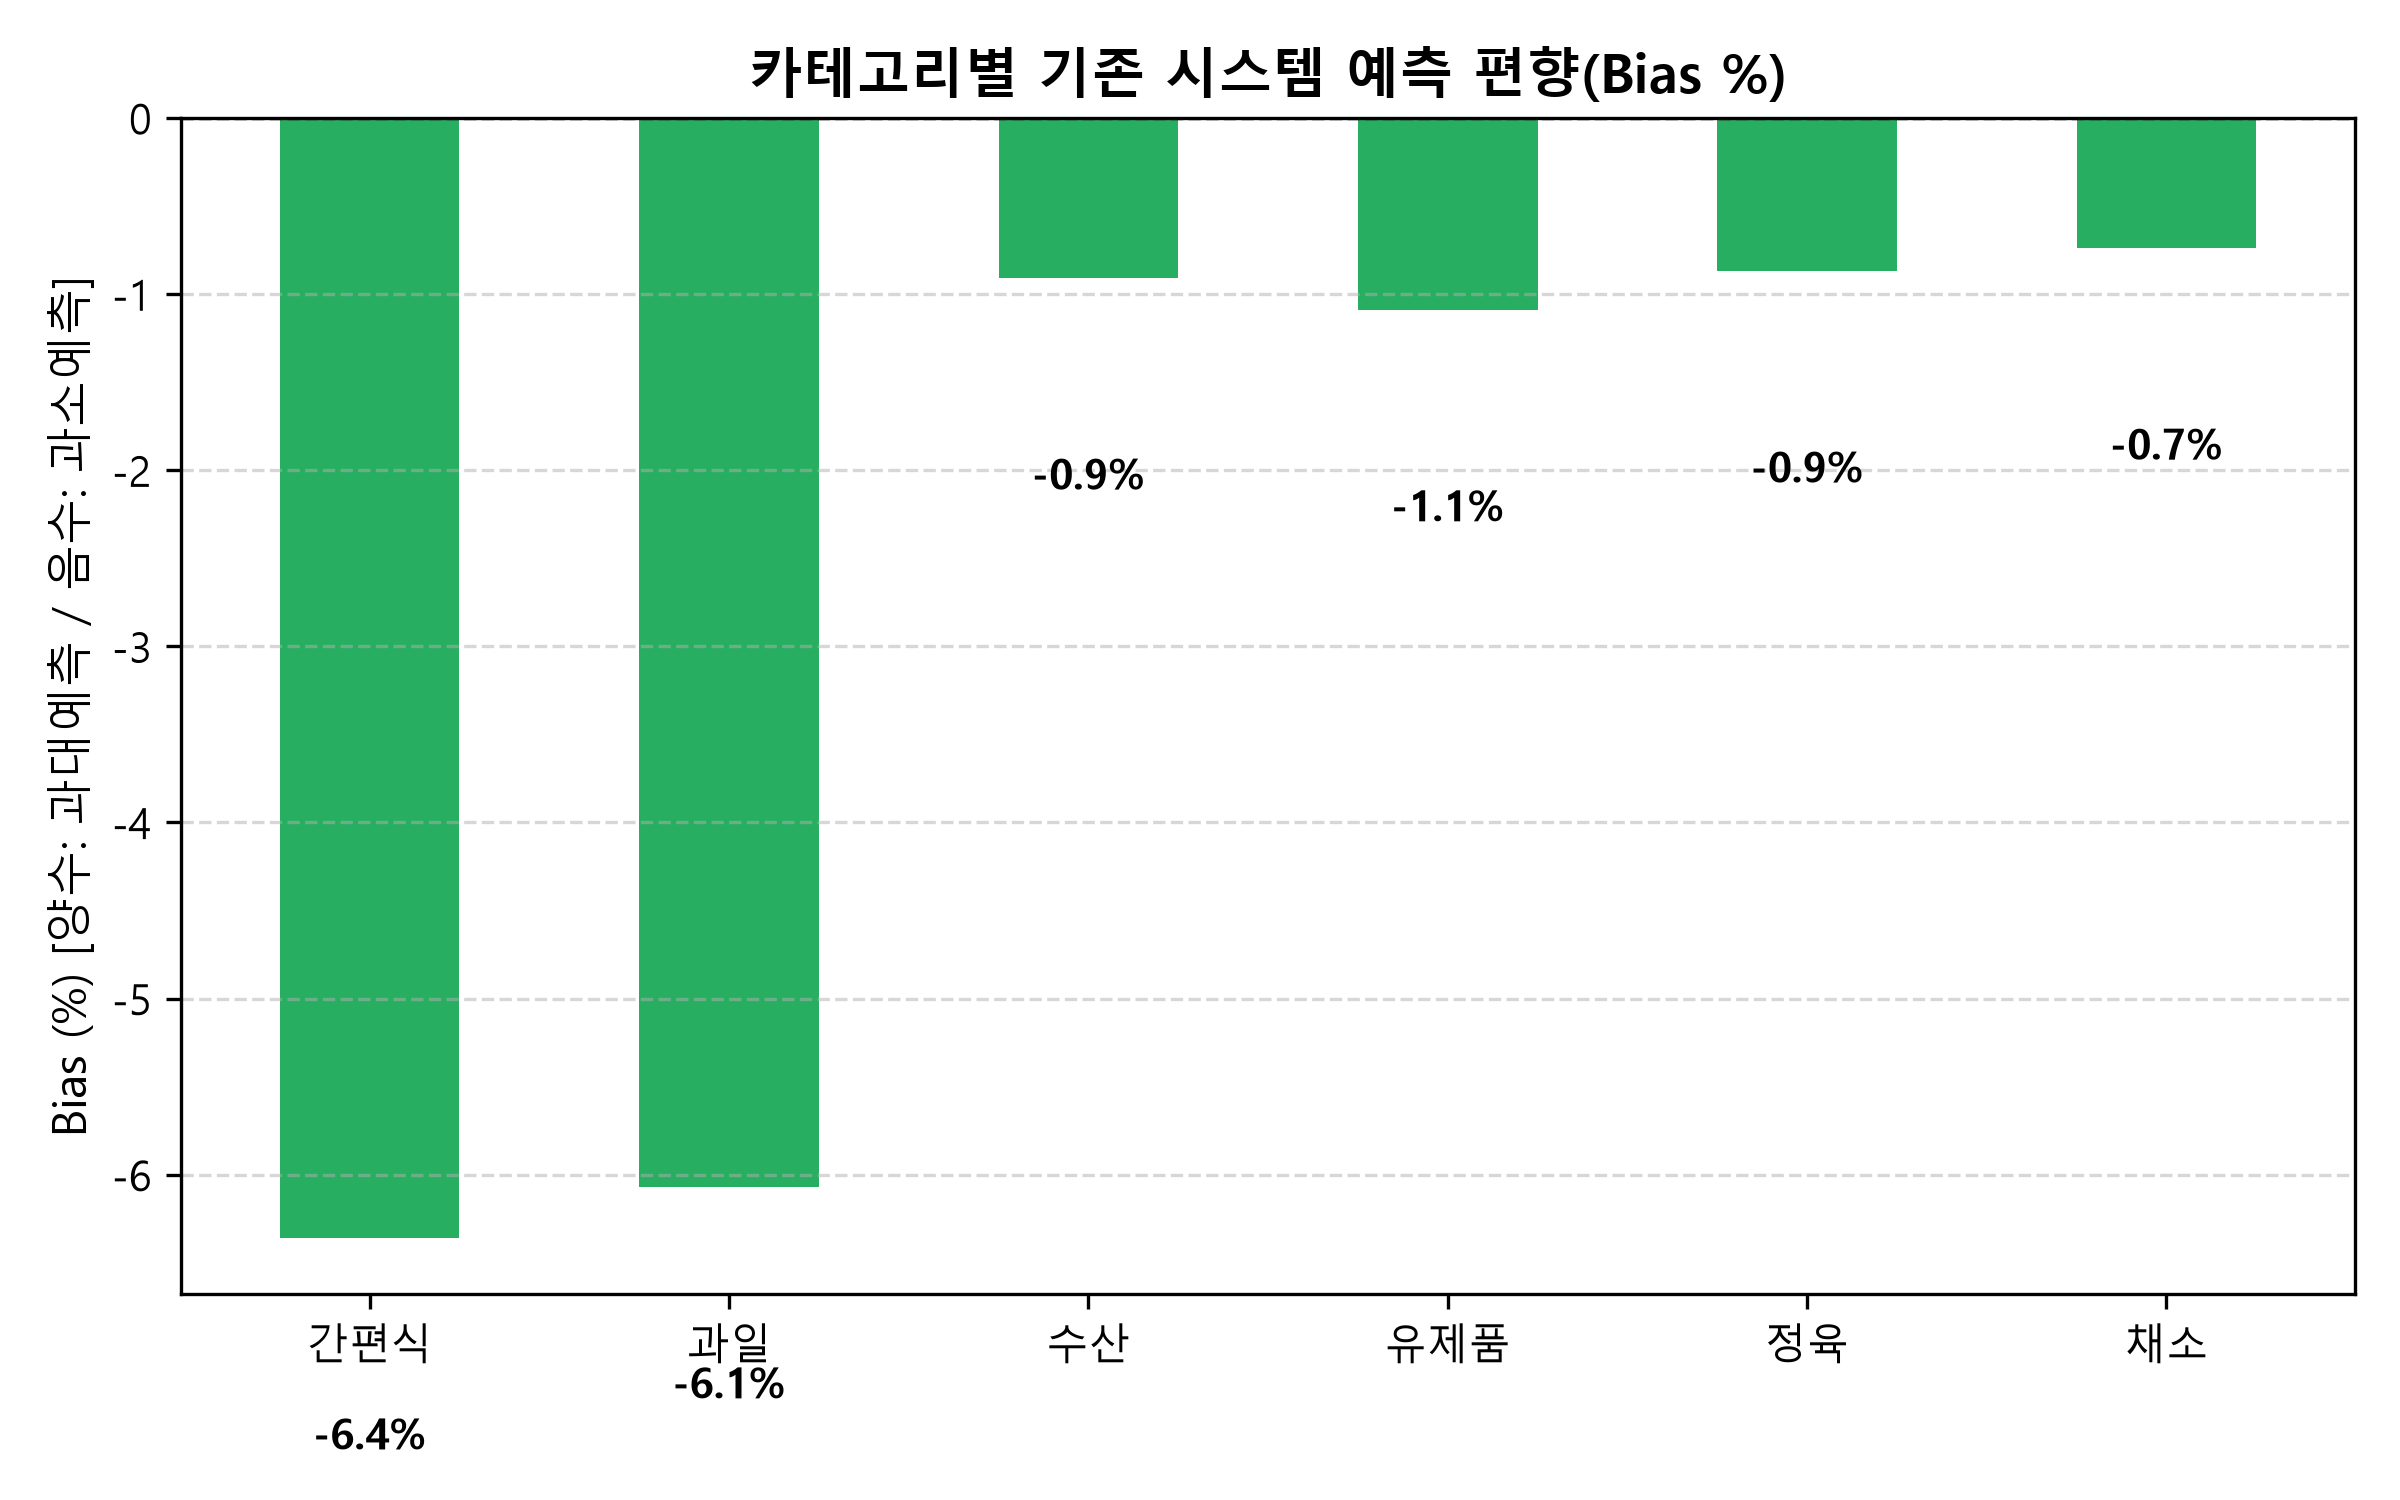 카테고리별 기존 시스템 예측 편향(Bias %)
Bias (%) [양수: 과대예측 / 음수: 과소예측]
0
-1
-2
-3
-4
-5
-6
-0.9%
-1.1%
-0.9%
-0.7%
간편식
과일
수산
유제품
정육
채소
-6.1%
-6.4%